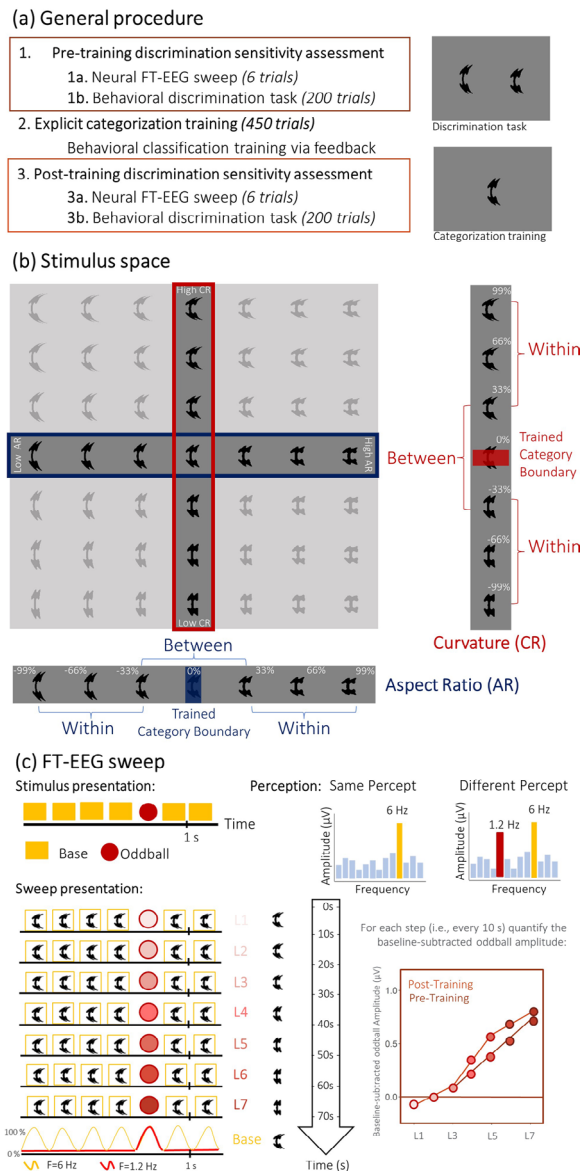 (a) General procedure
1. Pre-training discrimination sensitivity assessment
1a. Neural FT-EEG sweep (6 trials)
1b. Behavioral discrimination task (200 trials)
2. Explicit categorization training (450 trials)
Behavioral classification training via feedback
3. Post-training discrimination sensitivity assessment
3a. Neural FT-EEG sweep (6 trials)
3b. Behavioral discrimination task (200 trials)
Discrimination task
Categorization training
(b) Stimulus space
High CR
Low AR
High AR
Low CR
99%
66%
33%
0%
-33%
-66%
-99%
Within
Trained
Category
Boundary
Between
Within
Curvature (CR)
Between
-99%
-66%
-33%
0%
33%
66%
99%
Aspect Ratio (AR)
Within
Trained
Category Boundary
Within
(c) FT-EEG sweep
Stimulus presentation:
Time
1 s
Base
Oddball
Perception:
Same Percept
Different Percept
Amplitude (μV)
6 Hz
Frequency
Amplitude (μV)
1.2 Hz
6 Hz
Frequency
Sweep presentation:
L1
L2
L3
L4
L5
L6
L7
Base
100 %
0 %
F=6 Hz
F=1.2 Hz
1 s
0s
10s
20s
30s
40s
50s
60s
70s
Time (s)
For each step (i.e., every 10 s) quantify the
baseline-subtracted oddball amplitude:
Post-Training
Pre-Training
Baseline-subtracted oddball Amplitude (μV)
1.0
0.5
0.0
L1
L3
L5
L7